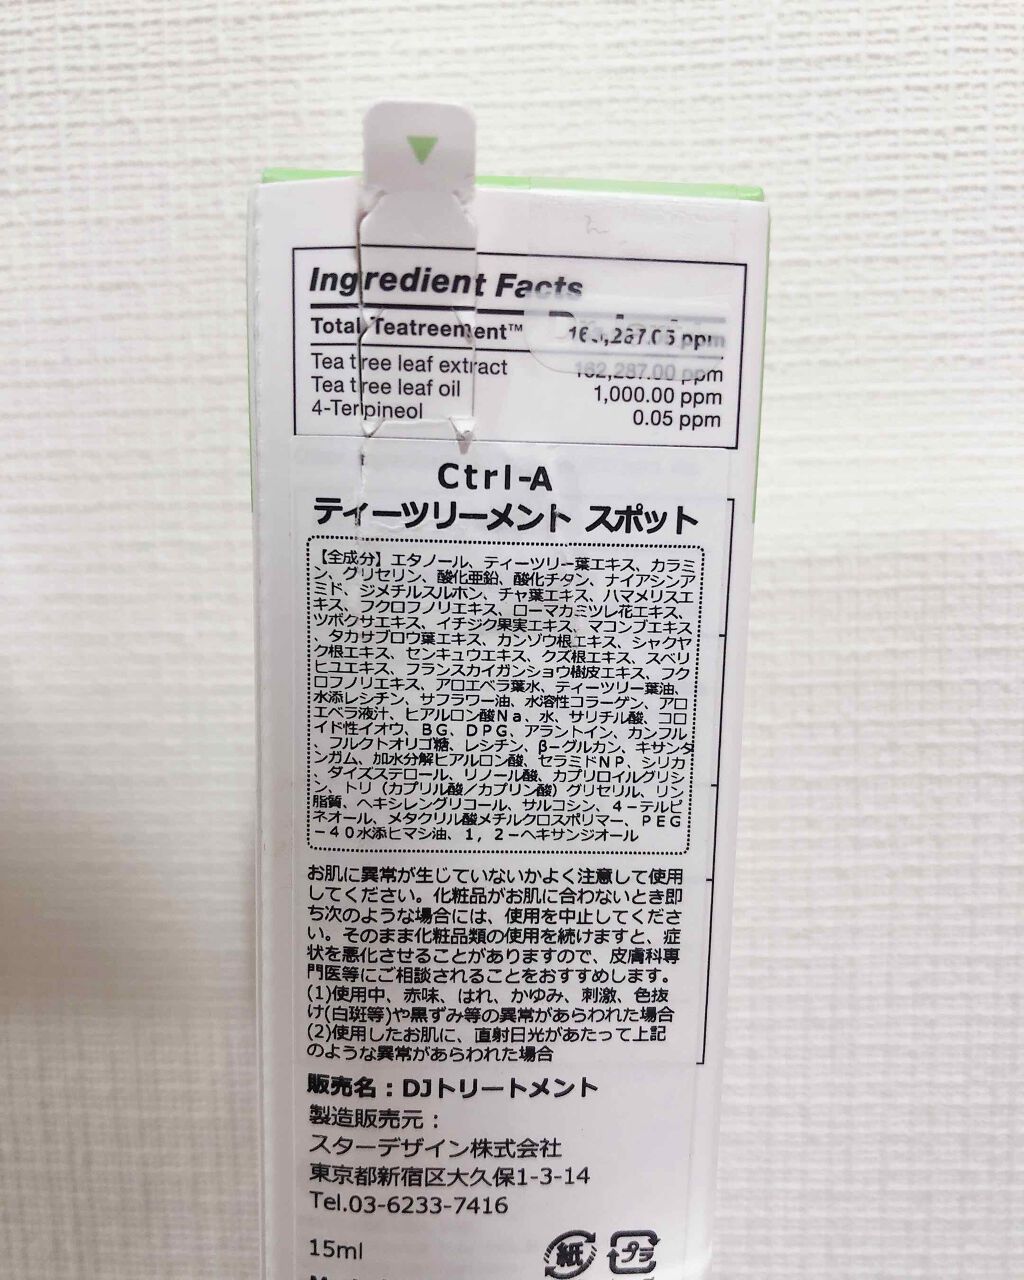 Ingredient Facts
Total Teatreement™ 163,287.05 ppm
Tea tree leaf extract 162,287.00 ppm
Tea tree leaf oil 1,000.00 ppm
4-Terpineol 0.05 ppm
Ctrl-A
ティーツリーメント スポット
【全成分】エタノール、ティーツリー葉エキス、カラミ
ン、グリセリン、酸化亜鉛、酸化チタン、ナイアシンア
ミド、ジメチルスルホン、チャ葉エキス、ハマメリスエ
キス、フクロフノリエキス、ローマカミツレ花エキス、
ツボクサエキス、イチジク果実エキス、マコンブエキス
、タカサブロウ葉エキス、カンゾウ根エキス、シャクヤ
ク根エキス、センキュウエキス、クズ根エキス、スベリ
ヒユエキス、フランスカイガンショウ樹皮エキス、フク
ロフノリエキス、アロエベラ葉水、ティーツリー葉油、
水添レシチン、サフラワー油、水溶性コラーゲン、アロ
エベラ液汁、ヒアルロン酸Na、水、サリチル酸、コロ
イド性イオウ、BG、DPG、アラントイン、カンフル
、フルクトオリゴ糖、レシチン、β-グルカン、キサンタ
ンガム、加水分解ヒアルロン酸、セラミドNP、シリカ
、ダイズステロール、リノール酸、カプリロイルグリシ
ン、トリ（カプリル酸／カプリン酸）グリセリル、リン
脂質、ヘキシレングリコール、サルコシン、4－テルピ
ネオール、メタクリル酸メチルクロスポリマー、PEG
－40水添ヒマシ油、1，2－ヘキサンジオール
お肌に異常が生じていないかよく注意して使用
してください。化粧品がお肌に合わないとき即
ち次のような場合には、使用を中止してくださ
い。そのまま化粧品類の使用を続けますと、症
状を悪化させることがありますので、皮膚科専
門医等にご相談されることをおすすめします。
(1)使用中、赤味、はれ、かゆみ、刺激、色抜
け(白斑等)や黒ずみ等の異常があらわれた場合
(2)使用したお肌に、直射日光があたって上記
のような異常があらわれた場合
販売名：DJトリートメント
製造販売元：
スターデザイン株式会社
東京都新宿区大久保1-3-14
Tel.03-6233-7416
15ml
紙 プラ